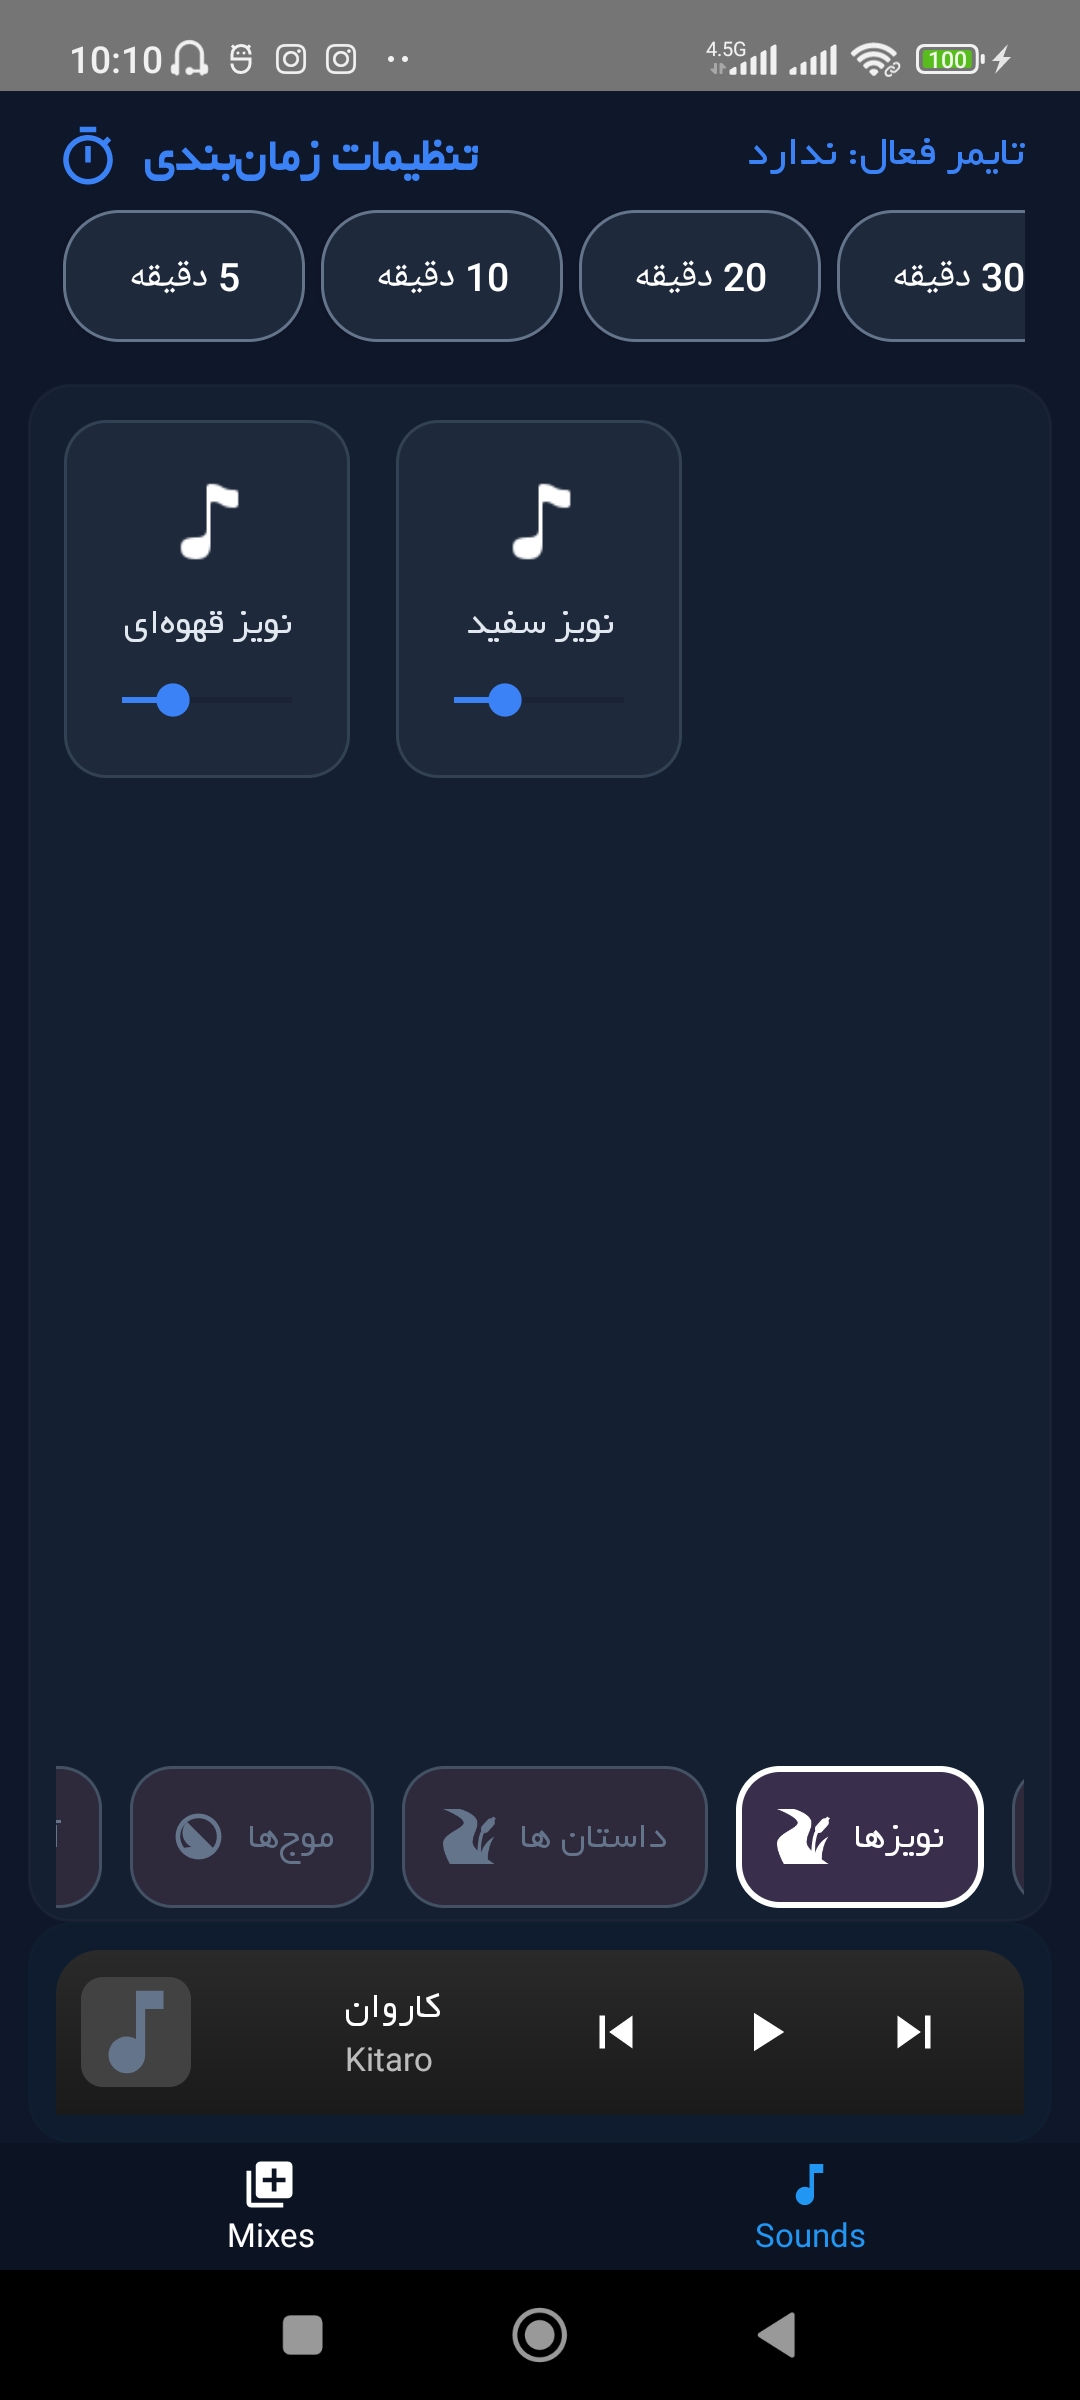 10:10
4.5G
100
تنظیمات زمان‌بندی
تایمر فعال: ندارد
5 دقیقه
10 دقیقه
20 دقیقه
30 دقیقه
نویز قهوه‌ای
نویز سفید
موج‌ها
داستان ها
نویزها
کاروان
Kitaro
Mixes
Sounds